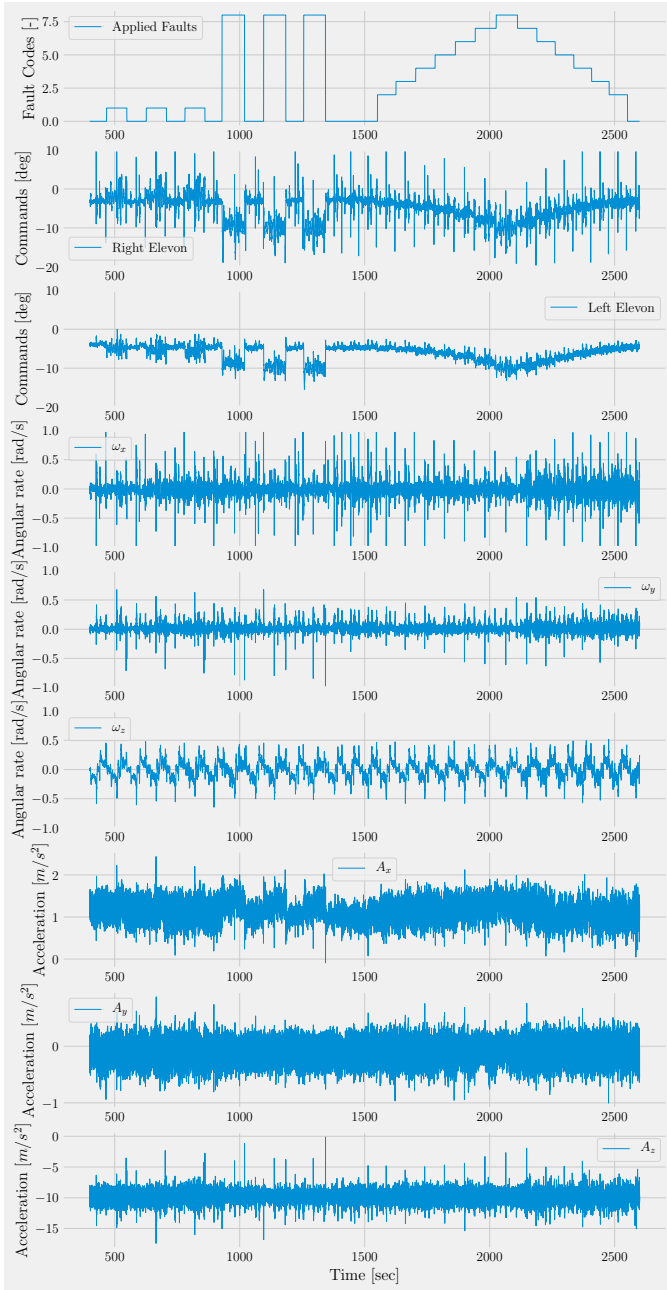 Fault Codes [-]
7.5
5.0
2.5
0.0
Applied Faults
500 1000 1500 2000 2500
Commands [deg]
10
0
−10
−20
Right Elevon
500 1000 1500 2000 2500
Commands [deg]
10
0
−10
−20
Left Elevon
500 1000 1500 2000 2500
Angular rate [rad/s]
1.0
0.5
0.0
−0.5
−1.0
ω_x
500 1000 1500 2000 2500
Angular rate [rad/s]
1.0
0.5
0.0
−0.5
−1.0
ω_y
500 1000 1500 2000 2500
Angular rate [rad/s]
1.0
0.5
0.0
−0.5
−1.0
ω_z
500 1000 1500 2000 2500
Acceleration [m/s²]
2
1
0
A_x
500 1000 1500 2000 2500
Acceleration [m/s²]
0
−1
A_y
500 1000 1500 2000 2500
Acceleration [m/s²]
0
−5
−10
−15
A_z
500 1000 1500 2000 2500
Time [sec]